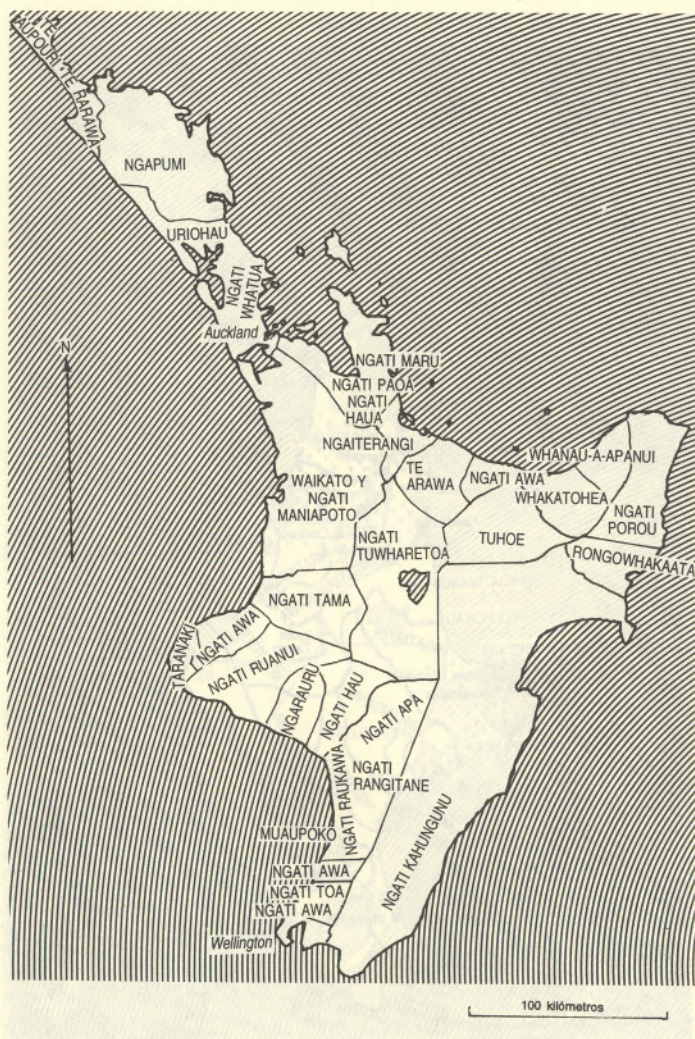 TE
AUPOURI
TE RARAWA
NGAPUMI
URIOHAU
NGATI
WHATUA
Auckland
N
NGATI MARU
NGATI PAOA
NGATI
HAUA
NGAITERANGI
WHANAU-A-APANUI
TE
ARAWA
NGATI AWA
WHAKATOHEA
WAIKATO Y
NGATI
MANIAPOTO
NGATI
POROU
NGATI
TUWHARETOA
TUHOE
RONGOWHAKAATA
NGATI TAMA
TARANAKI
NGATI AWA
NGATI RUANUI
NGARAURU
NGATI HAU
NGATI APA
NGATI
RANGITANE
NGATI RAUKAWA
MUAUPOKO
NGATI KAHUNGUNU
NGATI AWA
NGATI TOA
NGATI AWA
Wellington
100 kilómetros